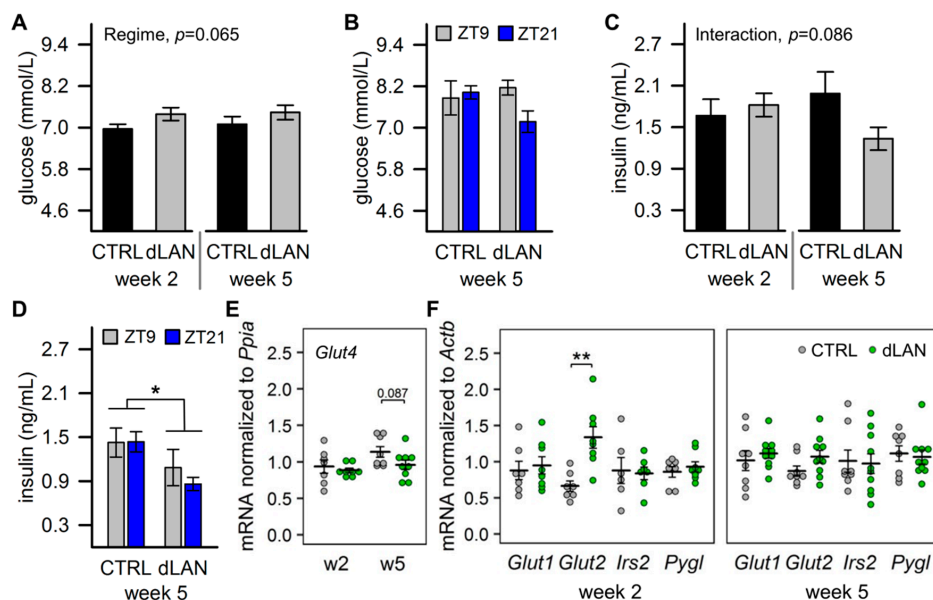 A
Regime, p=0.065
glucose (mmol/L)
9.4
8.2
7.0
5.8
4.6
CTRL dLAN CTRL dLAN
week 2 week 5
B
ZT9 ZT21
glucose (mmol/L)
9.4
8.2
7.0
5.8
4.6
CTRL dLAN
week 5
C
Interaction, p=0.086
insulin (ng/mL)
2.7
2.1
1.5
0.9
0.3
CTRL dLAN CTRL dLAN
week 2 week 5
D
ZT9 ZT21
insulin (ng/mL)
2.7
2.1
1.5
0.9
0.3
*
CTRL dLAN
week 5
E
Glut4
mRNA normalized to Ppia
2.5
2.0
1.5
1.0
0.5
0.0
0.087
w2 w5
F
mRNA normalized to Actb
2.5
2.0
1.5
1.0
0.5
0.0
**
CTRL dLAN
Glut1 Glut2 Irs2 Pygl
week 2
Glut1 Glut2 Irs2 Pygl
week 5